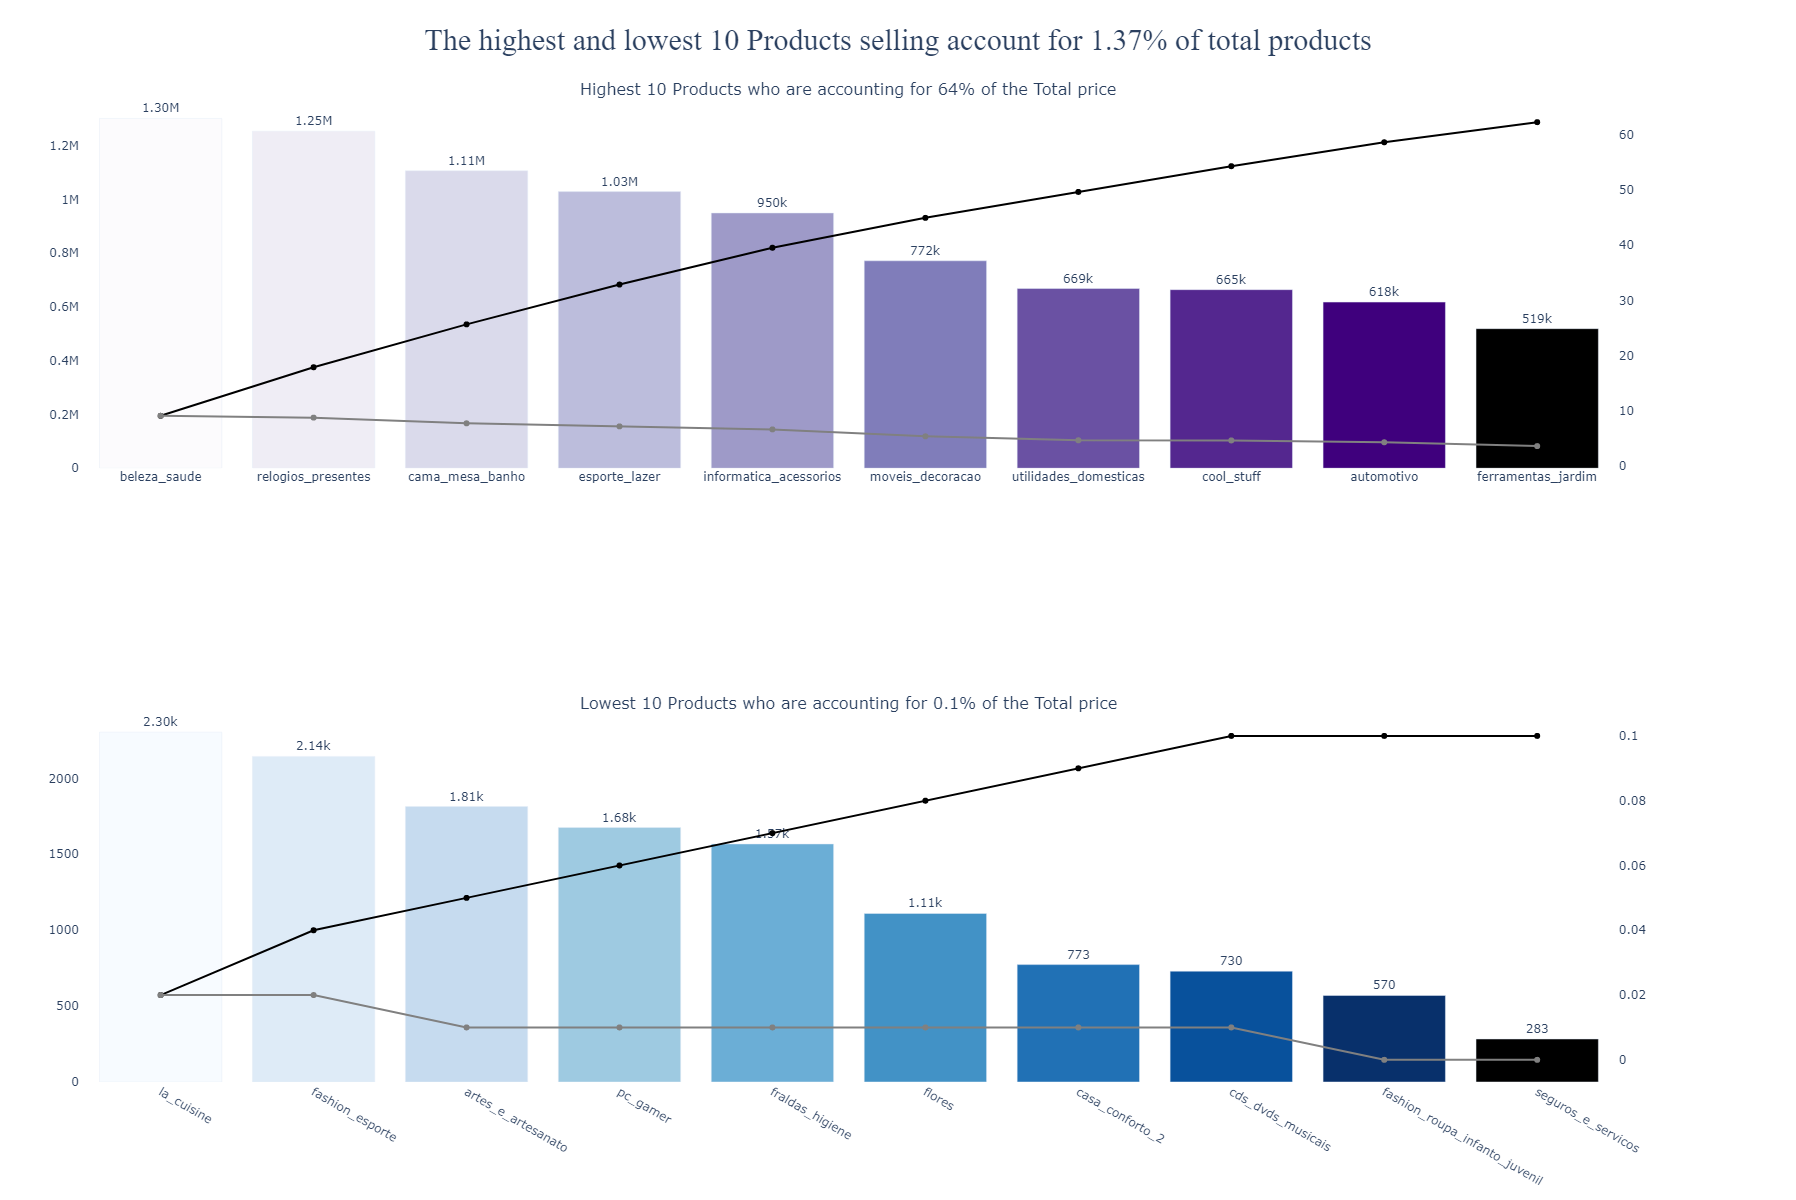 The highest and lowest 10 Products selling account for 1.37% of total products
Highest 10 Products who are accounting for 64% of the Total price
1.30M 1.25M 1.11M 1.03M 950k 772k 669k 665k 618k 519k
1.2M
1M
0.8M
0.6M
0.4M
0.2M
0
60
50
40
30
20
10
0
beleza_saude relogios_presentes cama_mesa_banho esporte_lazer informatica_acessorios moveis_decoracao utilidades_domesticas cool_stuff automotivo ferramentas_jardim
Lowest 10 Products who are accounting for 0.1% of the Total price
2.30k 2.14k 1.81k 1.68k 1.57k 1.11k 773 730 570 283
2000
1500
1000
500
0
0.1
0.08
0.06
0.04
0.02
0
la_cuisine
fashion_esporte
artes_e_artesanato
pc_gamer
fraldas_higiene
flores
casa_conforto_2
cds_dvds_musicais
fashion_roupa_infanto_juvenil
seguros_e_servicos